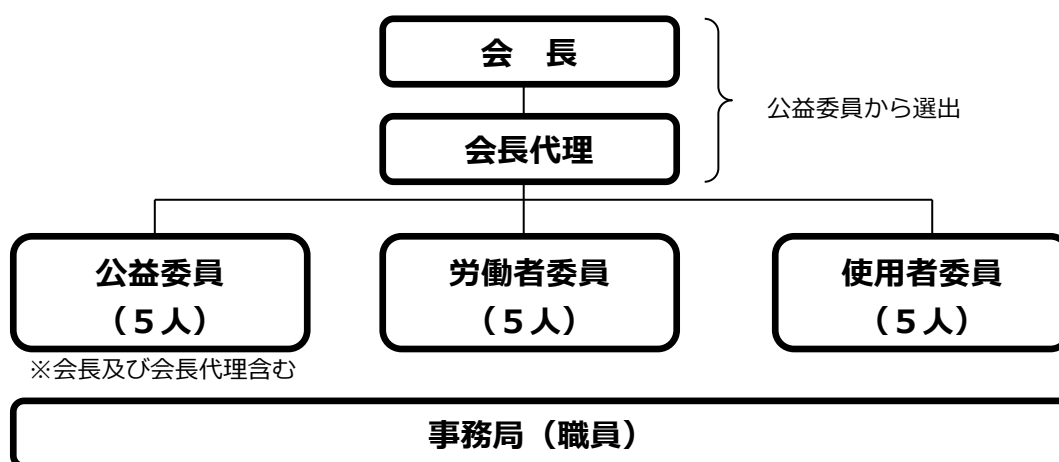 会　長
公益委員から選出
会長代理
公益委員
（５人）
労働者委員
（５人）
使用者委員
（５人）
※会長及び会長代理含む
事務局（職員）